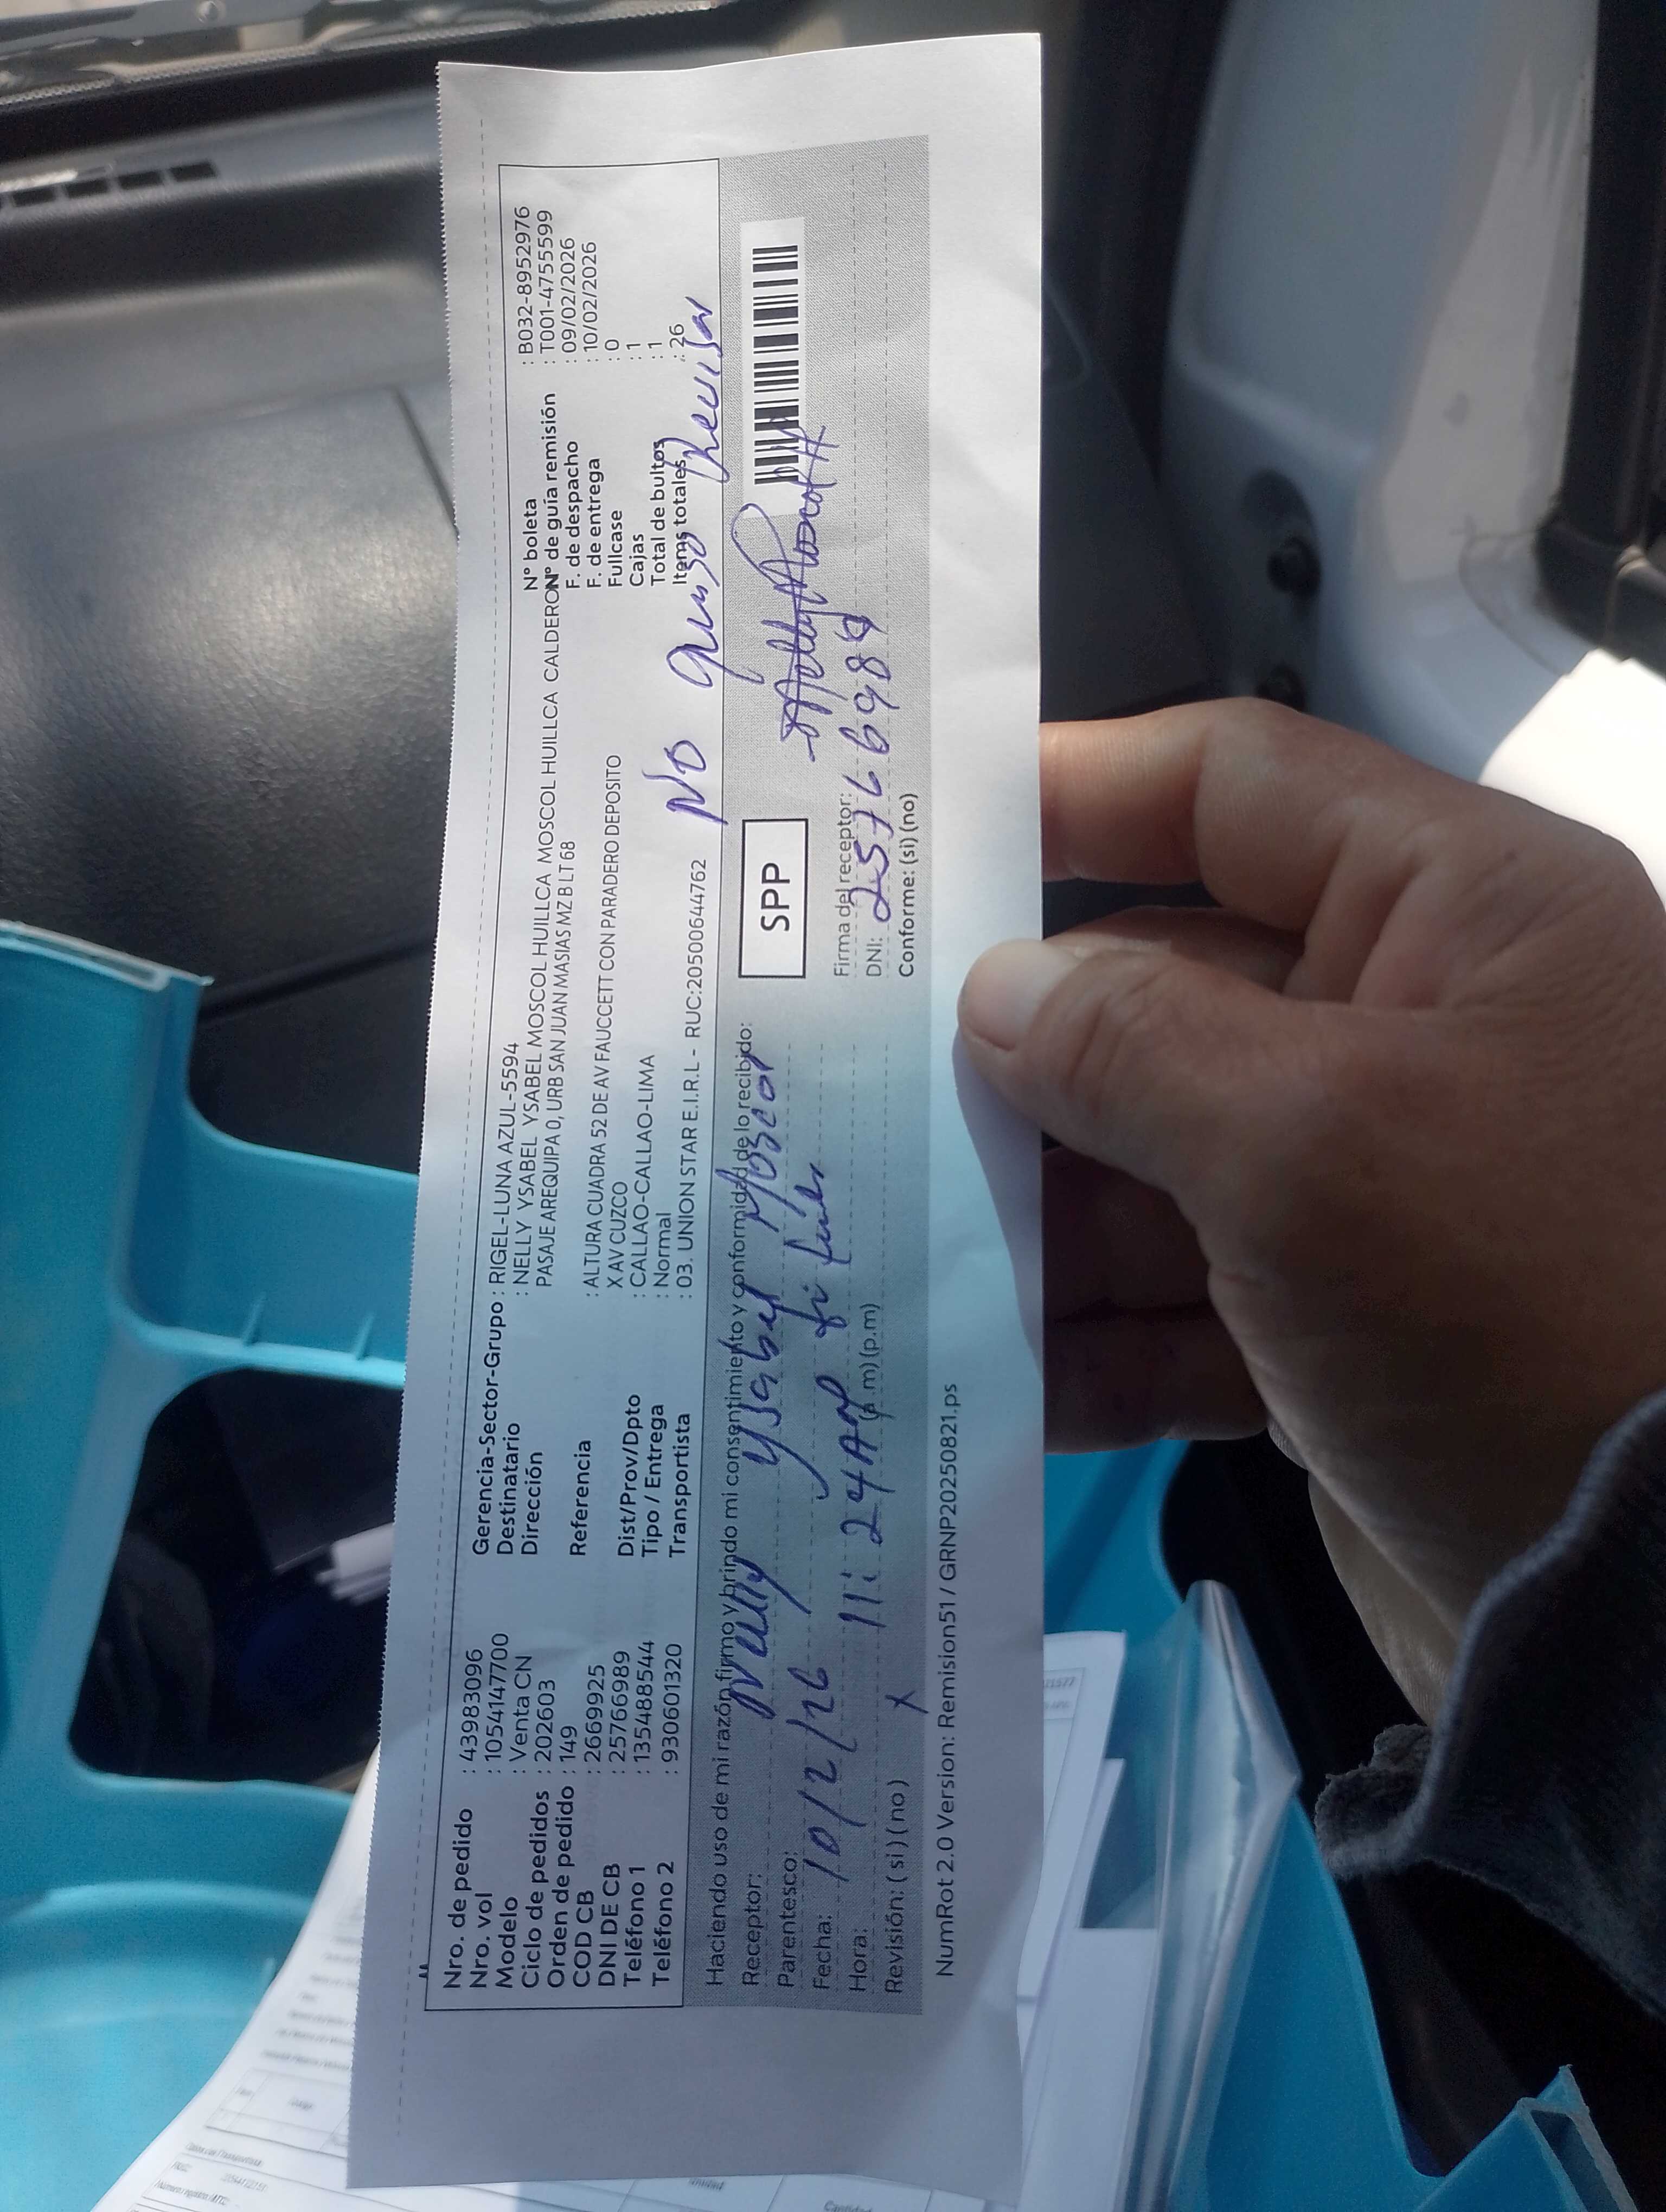 Nro. de pedido : 43983096
Nro. vol : 1054147700
Modelo : Venta CN
Ciclo de pedidos : 202603
Orden de pedido : 149
COD CB : 2669925
DNI DE CB : 25766989
Teléfono 1 : 135488544
Teléfono 2 : 930601320
Gerencia-Sector-Grupo : RIGEL-LUNA AZUL-5594
Destinatario : NELLY YSABEL YSABEL MOSCOL HUILLCA MOSCOL HUILLCA CALDERON
Dirección PASAJE AREQUIPA 0, URB SAN JUAN MASIAS MZ B LT 68
Referencia : ALTURA CUADRA 52 DE AV FAUCCETT CON PARADERO DEPOSITO
X AV CUZCO
Dist/Prov/Dpto : CALLAO-CALLAO-LIMA
Tipo / Entrega : Normal
Transportista : 03. UNION STAR E.I.R.L - RUC:20500644762
N° boleta : B032-8952976
N° de guía remisión : T001-4755599
F. de despacho : 09/02/2026
F. de entrega : 10/02/2026
Fullcase : 0
Cajas : 1
Total de bultos : 1
Items totales : 26
NO quiso Revisar
Haciendo uso de mi razón firmo y brindo mi consentimiento y conformidad de lo recibido:
Receptor: Nelly Ysabel Moscol
Parentesco:
Fecha: 10/2/26
Hora: 11:24 AM (a.m) (p.m)
Revisión: (si) (no) X
SPP
Firma del receptor:
DNI: 25766989
Conforme: (si) (no)
NumRot 2.0 Version: Remision51 / GRNP20250821.ps